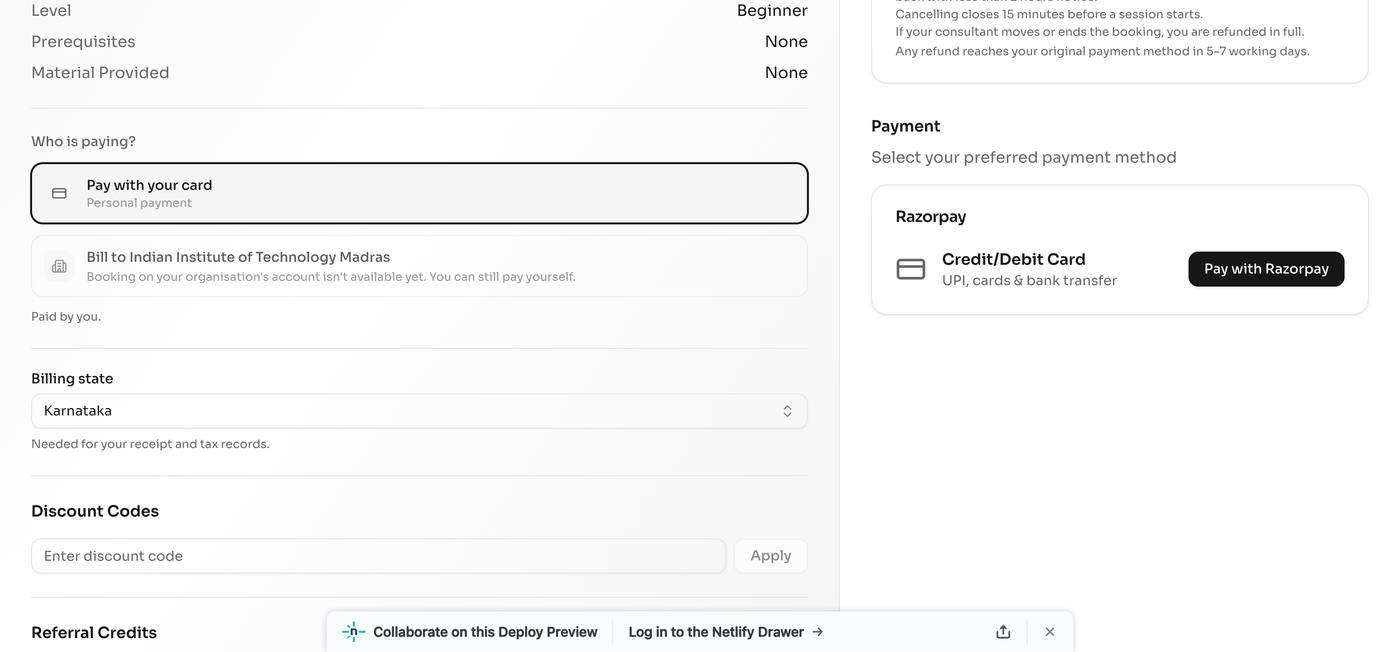 Level
Beginner
Prerequisites
None
Material Provided
None
Who is paying?
Pay with your card
Personal payment
Bill to Indian Institute of Technology Madras
Booking on your organisation's account isn't available yet. You can still pay yourself.
Paid by you.
Billing state
Karnataka
Needed for your receipt and tax records.
Discount Codes
Enter discount code
Apply
Referral Credits
Cancelling closes 15 minutes before a session starts.
If your consultant moves or ends the booking, you are refunded in full.
Any refund reaches your original payment method in 5–7 working days.
Payment
Select your preferred payment method
Razorpay
Credit/Debit Card
UPI, cards & bank transfer
Pay with Razorpay
Collaborate on this Deploy Preview
Log in to the Netlify Drawer →